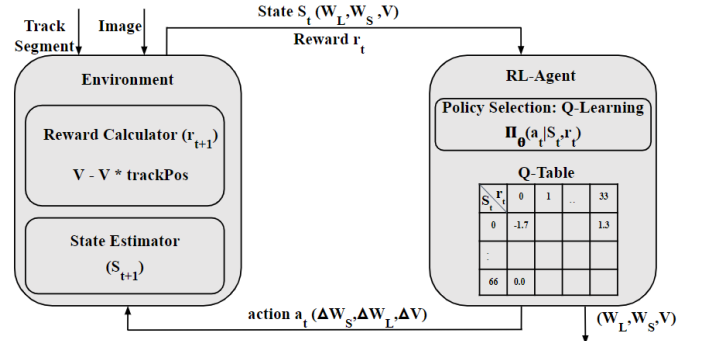 Track Segment
Image
State S_t (W_L,W_S,V)
Reward r_t
Environment
Reward Calculator (r_t+1)
V - V * trackPos
State Estimator
(S_t+1)
RL-Agent
Policy Selection: Q-Learning
Π_θ(a_t|S_t,r_t)
Q-Table
S_t r_t 0 1 .. 33
0 -1.7 1.3
:
66 0.0
action a_t (ΔW_S,ΔW_L,ΔV)
(W_L,W_S,V)